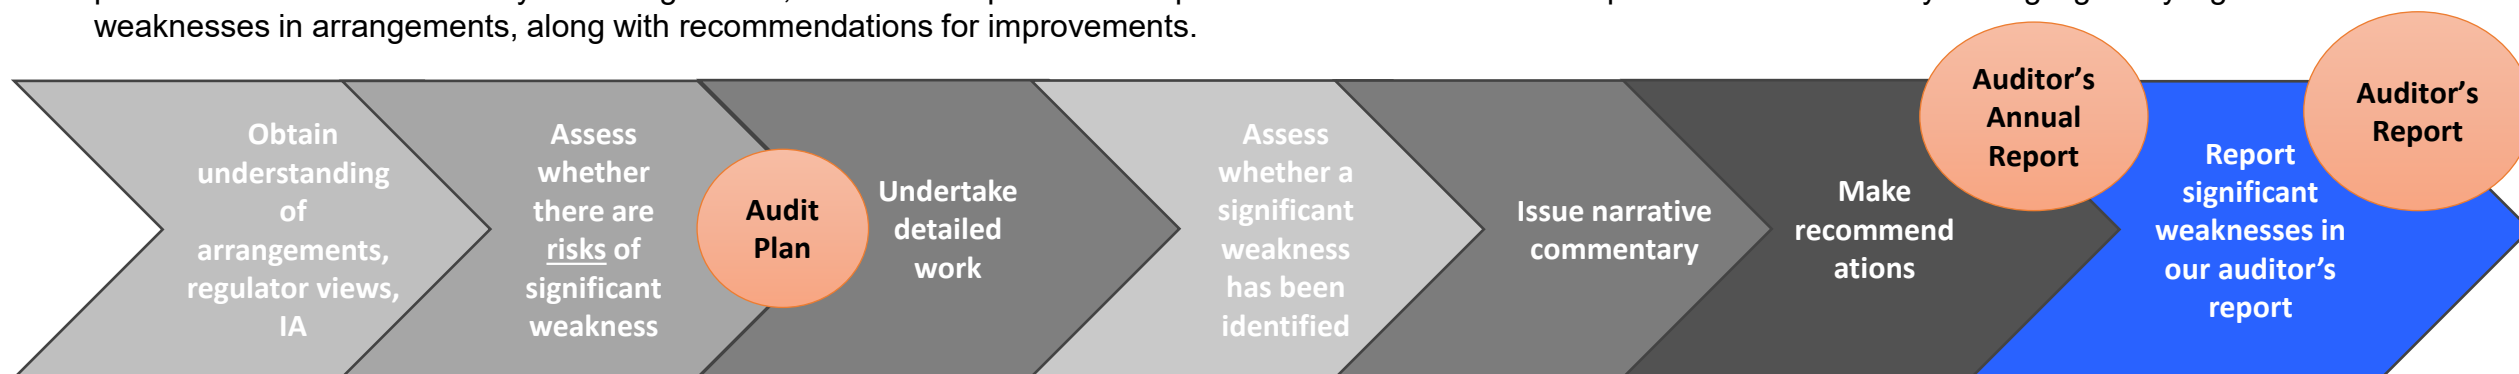 weaknesses in arrangements, along with recommendations for improvements.
Obtain
understanding
of
arrangements,
regulator views,
IA
Assess
whether
there are
risks of
significant
weakness
Audit
Plan
Undertake
detailed
work
Assess
whether a
significant
weakness
has been
identified
Issue narrative
commentary
Make
recommend
ations
Auditor’s
Annual
Report
Report
significant
weaknesses in
our auditor’s
report
Auditor’s
Report